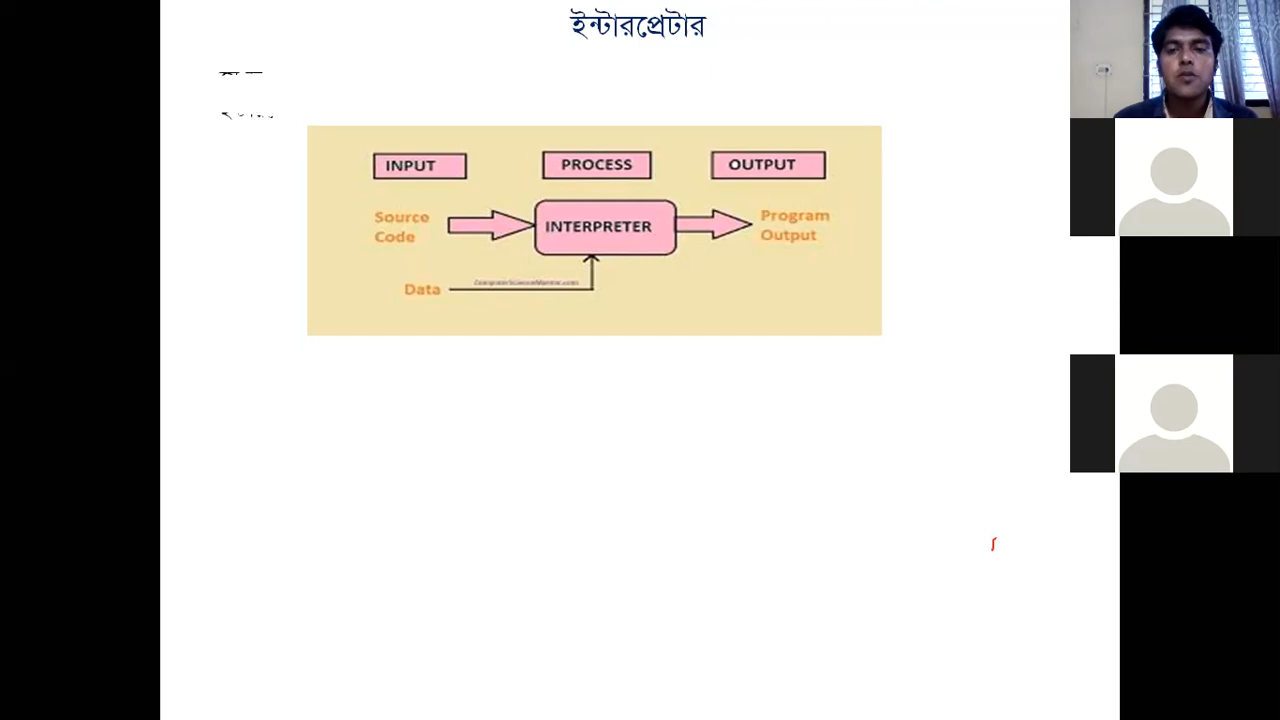 ইন্টারপ্রেটার
INPUT PROCESS OUTPUT
Source Code
INTERPRETER
Program Output
Data